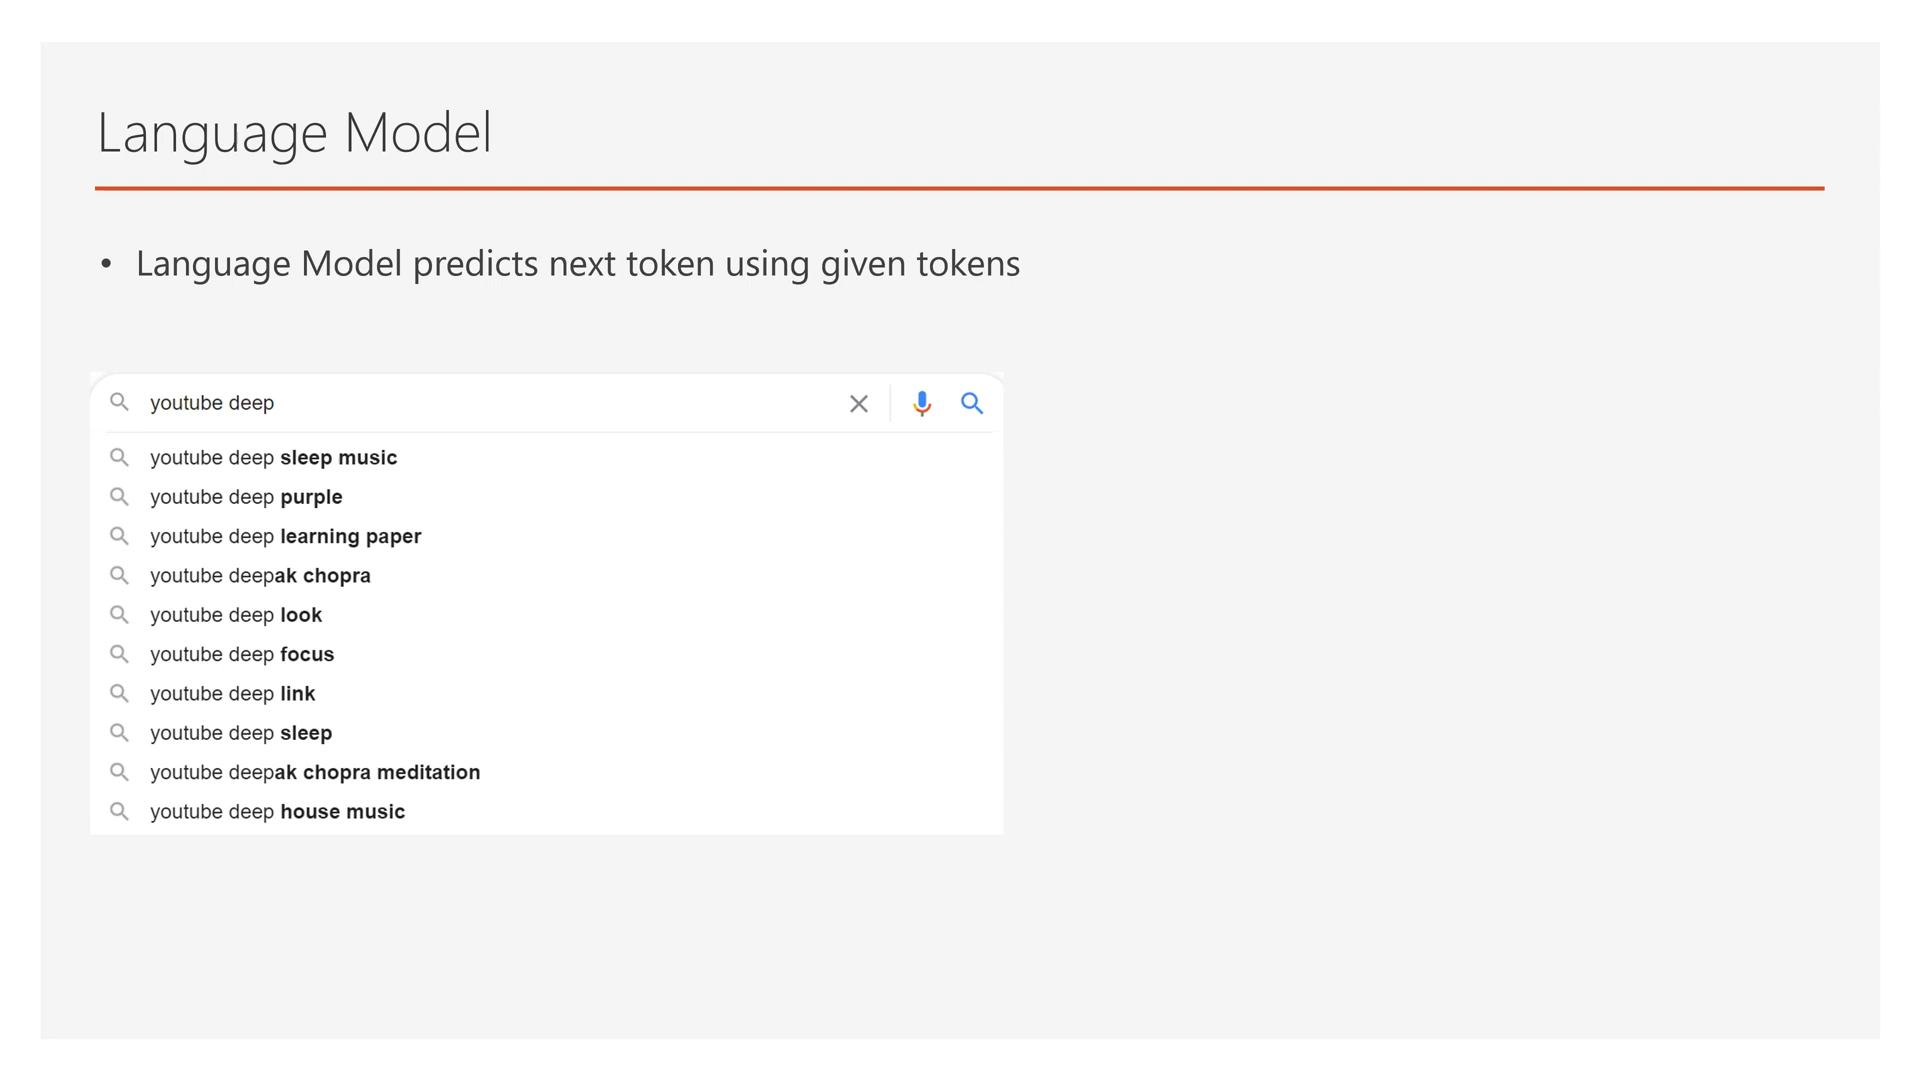 Language Model
• Language Model predicts next token using given tokens
youtube deep
youtube deep sleep music
youtube deep purple
youtube deep learning paper
youtube deepak chopra
youtube deep look
youtube deep focus
youtube deep link
youtube deep sleep
youtube deepak chopra meditation
youtube deep house music